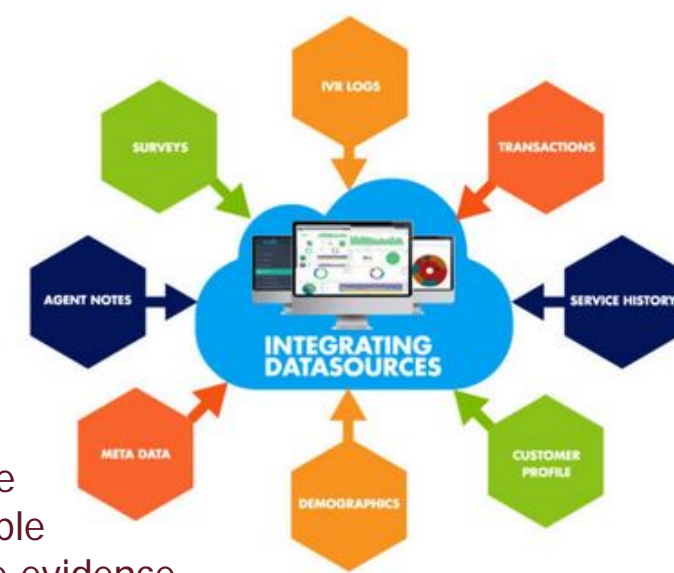 IVR LOGS
SURVEYS
TRANSACTIONS
AGENT NOTES
SERVICE HISTORY
INTEGRATING
DATASOURCES
META DATA
CUSTOMER
PROFILE
DEMOGRAPHICS